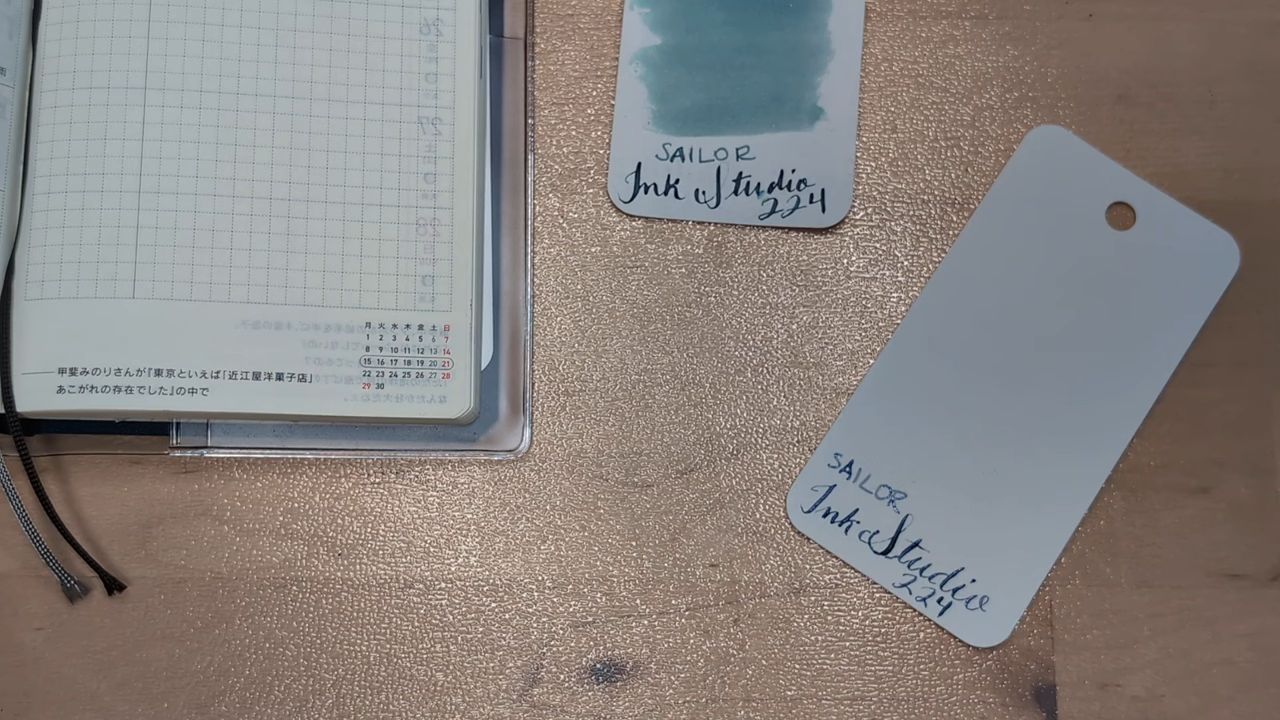 26
27
28
月 火 水 木 金 土 日
1 2 3 4 5 6 7
8 9 10 11 12 13 14
15 16 17 18 19 20 21
22 23 24 25 26 27 28
29 30
甲斐みのりさんが『東京といえば「近江屋洋菓子店」
あこがれの存在でした』の中で
SAILOR
Ink Studio
224
SAILOR
Ink Studio
224